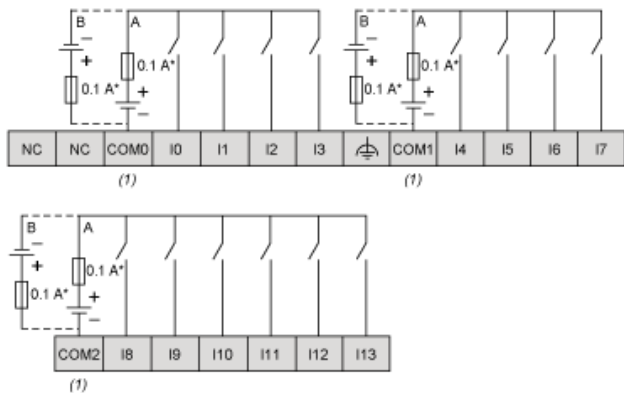 B A B A
− −
+ 0.1 A* + 0.1 A*
0.1 A* + 0.1 A* +
− −
NC NC COM0 I0 I1 I2 I3 COM1 I4 I5 I6 I7
(1) (1)
B A
−
+ 0.1 A*
0.1 A* +
−
COM2 I8 I9 I10 I11 I12 I13
(1)